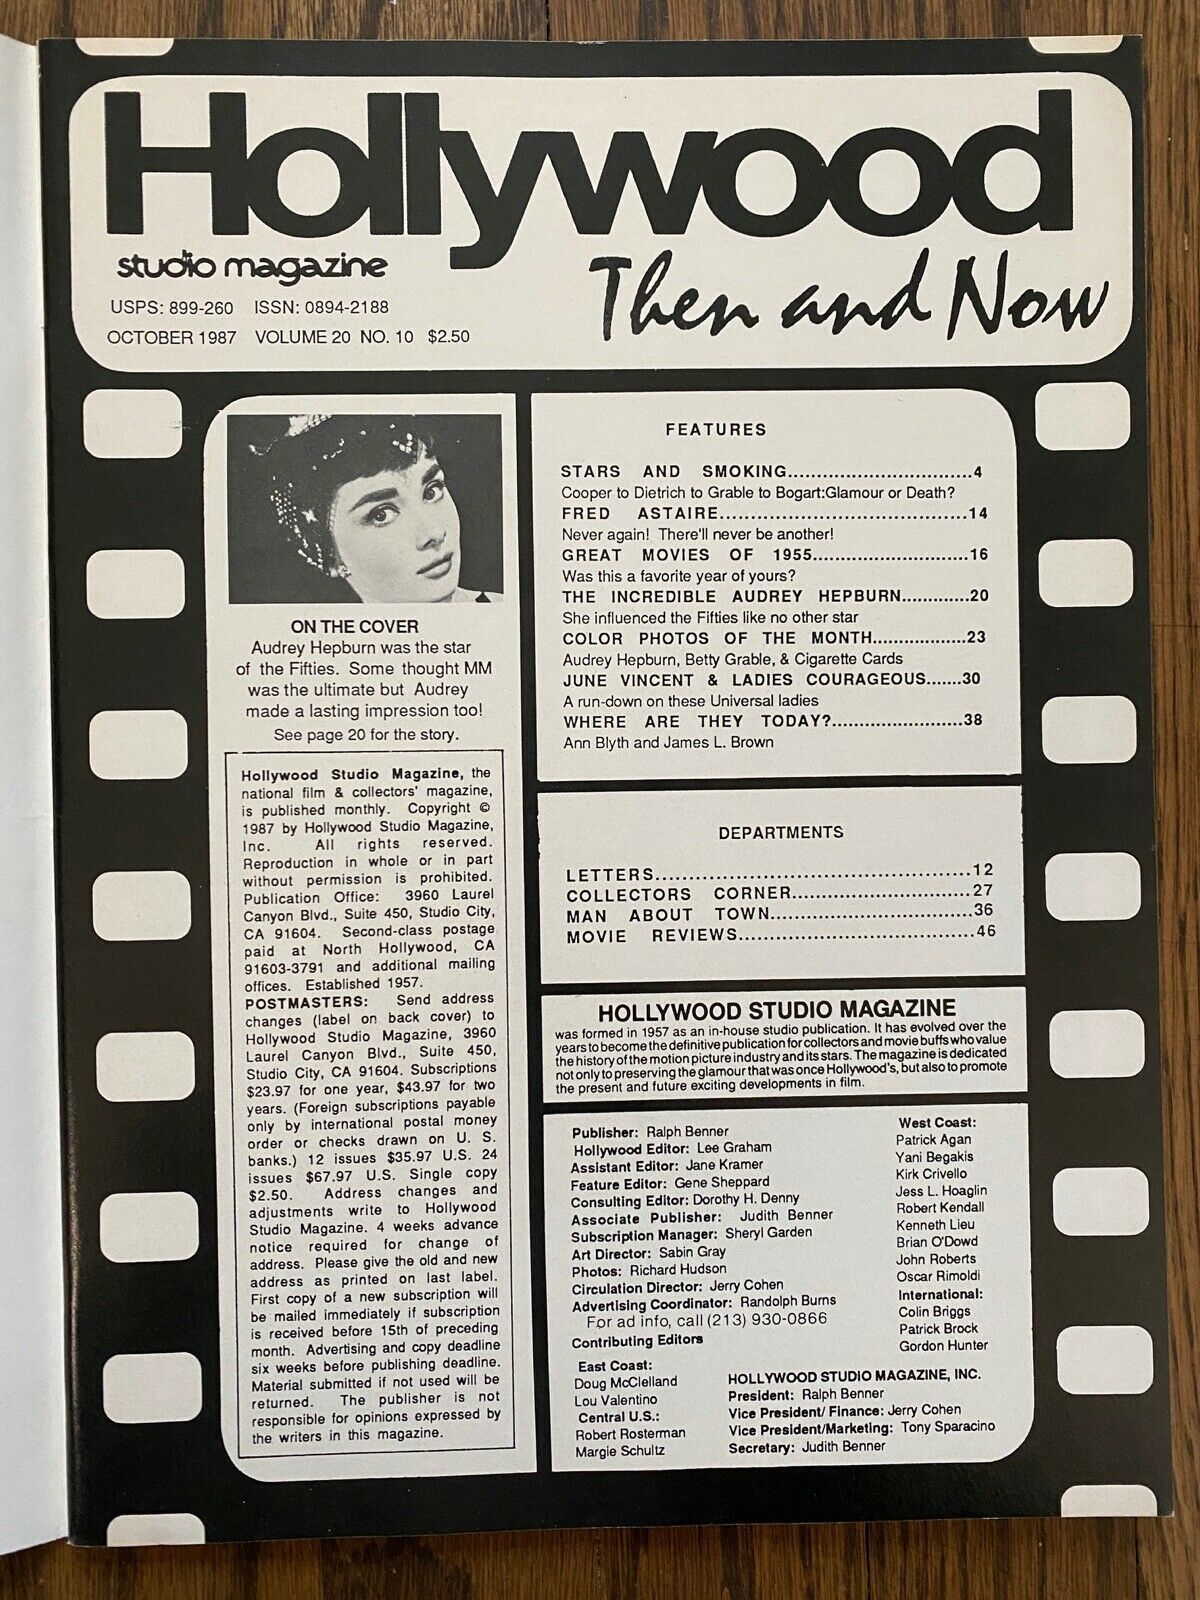 Hollywood
studio magazine
Then and Now
USPS: 899-260 ISSN: 0894-2188
OCTOBER 1987 VOLUME 20 NO. 10 $2.50
ON THE COVER
Audrey Hepburn was the star
of the Fifties. Some thought MM
was the ultimate but Audrey
made a lasting impression too!
See page 20 for the story.
Hollywood Studio Magazine, the
national film & collectors' magazine,
is published monthly. Copyright ©
1987 by Hollywood Studio Magazine,
Inc. All rights reserved.
Reproduction in whole or in part
without permission is prohibited.
Publication Office: 3960 Laurel
Canyon Blvd., Suite 450, Studio City,
CA 91604. Second-class postage
paid at North Hollywood, CA
91603-3791 and additional mailing
offices. Established 1957.
POSTMASTERS: Send address
changes (label on back cover) to
Hollywood Studio Magazine, 3960
Laurel Canyon Blvd., Suite 450,
Studio City, CA 91604. Subscriptions
$23.97 for one year, $43.97 for two
years. (Foreign subscriptions payable
only by international postal money
order or checks drawn on U. S.
banks.) 12 issues $35.97 U.S. 24
issues $67.97 U.S. Single copy
$2.50. Address changes and
adjustments write to Hollywood
Studio Magazine. 4 weeks advance
notice required for change of
address. Please give the old and new
address as printed on last label.
First copy of a new subscription will
be mailed immediately if subscription
is received before 15th of preceding
month. Advertising and copy deadline
six weeks before publishing deadline.
Material submitted if not used will be
returned. The publisher is not
responsible for opinions expressed by
the writers in this magazine.
FEATURES
STARS AND SMOKING................................4
Cooper to Dietrich to Grable to Bogart:Glamour or Death?
FRED ASTAIRE...........................................14
Never again! There'll never be another!
GREAT MOVIES OF 1955...........................16
Was this a favorite year of yours?
THE INCREDIBLE AUDREY HEPBURN............20
She influenced the Fifties like no other star
COLOR PHOTOS OF THE MONTH................23
Audrey Hepburn, Betty Grable, & Cigarette Cards
JUNE VINCENT & LADIES COURAGEOUS......30
A run-down on these Universal ladies
WHERE ARE THEY TODAY?.......................38
Ann Blyth and James L. Brown
DEPARTMENTS
LETTERS...................................................12
COLLECTORS CORNER.............................27
MAN ABOUT TOWN.................................36
MOVIE REVIEWS......................................46
HOLLYWOOD STUDIO MAGAZINE
was formed in 1957 as an in-house studio publication. It has evolved over the
years to become the definitive publication for collectors and movie buffs who value
the history of the motion picture industry and its stars. The magazine is dedicated
not only to preserving the glamour that was once Hollywood's, but also to promote
the present and future exciting developments in film.
Publisher: Ralph Benner
Hollywood Editor: Lee Graham
Assistant Editor: Jane Kramer
Feature Editor: Gene Sheppard
Consulting Editor: Dorothy H. Denny
Associate Publisher: Judith Benner
Subscription Manager: Sheryl Garden
Art Director: Sabin Gray
Photos: Richard Hudson
Circulation Director: Jerry Cohen
Advertising Coordinator: Randolph Burns
For ad info, call (213) 930-0866
Contributing Editors
East Coast:
Doug McClelland
Lou Valentino
Central U.S.:
Robert Rosterman
Margie Schultz
West Coast:
Patrick Agan
Yani Begakis
Kirk Crivello
Jess L. Hoaglin
Robert Kendall
Kenneth Lieu
Brian O'Dowd
John Roberts
Oscar Rimoldi
International:
Colin Briggs
Patrick Brock
Gordon Hunter
HOLLYWOOD STUDIO MAGAZINE, INC.
President: Ralph Benner
Vice President/ Finance: Jerry Cohen
Vice President/Marketing: Tony Sparacino
Secretary: Judith Benner